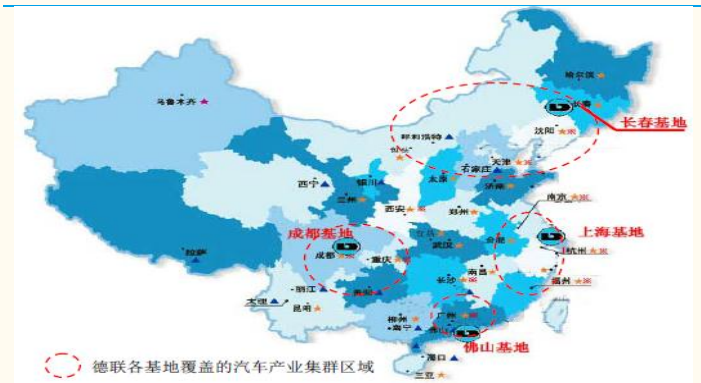 哈尔滨
乌鲁木齐
长春
长春基地
沈阳
呼和浩特
包头
天津
石家庄
银川
太原
济南
西宁
兰州
南京
西安
郑州
成都基地
武汉
合肥
上海基地
杭州
成都
重庆
拉萨
南昌
长沙
丽江
贵阳
福州
大理
昆明
柳州
广州
南宁
佛山
佛山基地
海口
三亚
德联各基地覆盖的汽车产业集群区域